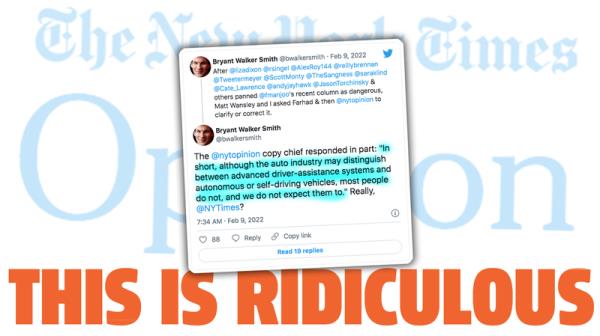 The New York Times
Opinion
Bryant Walker Smith @bwalkersmith · Feb 9, 2022
After @lizadixon @rsingel @AlexRoy144 @reillybrennan
@Tweetermeyer @ScottMonty @TheSangness @saraklind
@Cate_Lawrence @andyjayhawk @JasonTorchinsky &
others panned @fmanjoo's recent column as dangerous,
Matt Wansley and I asked Farhad & then @nytopinion to
clarify or correct it.
Bryant Walker Smith
@bwalkersmith
The @nytopinion copy chief responded in part: "In
short, although the auto industry may distinguish
between advanced driver-assistance systems and
autonomous or self-driving vehicles, most people
do not, and we do not expect them to." Really,
@NYTimes?
7:34 AM · Feb 9, 2022
88 Reply Copy link
Read 19 replies
THIS IS RIDICULOUS